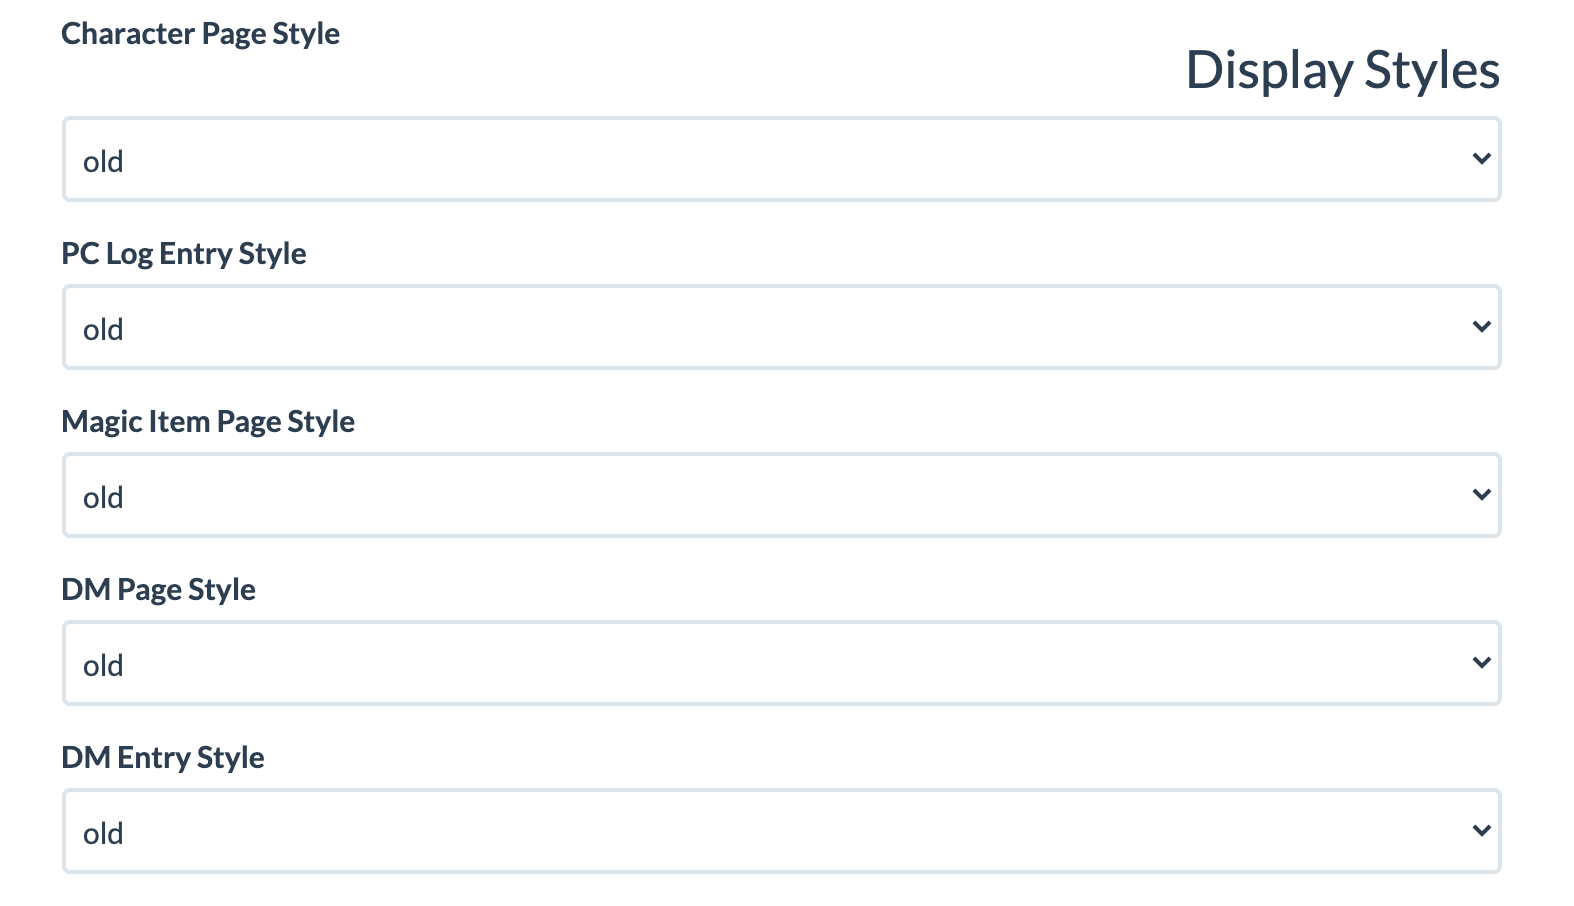 Character Page Style
Display Styles
old
PC Log Entry Style
old
Magic Item Page Style
old
DM Page Style
old
DM Entry Style
old